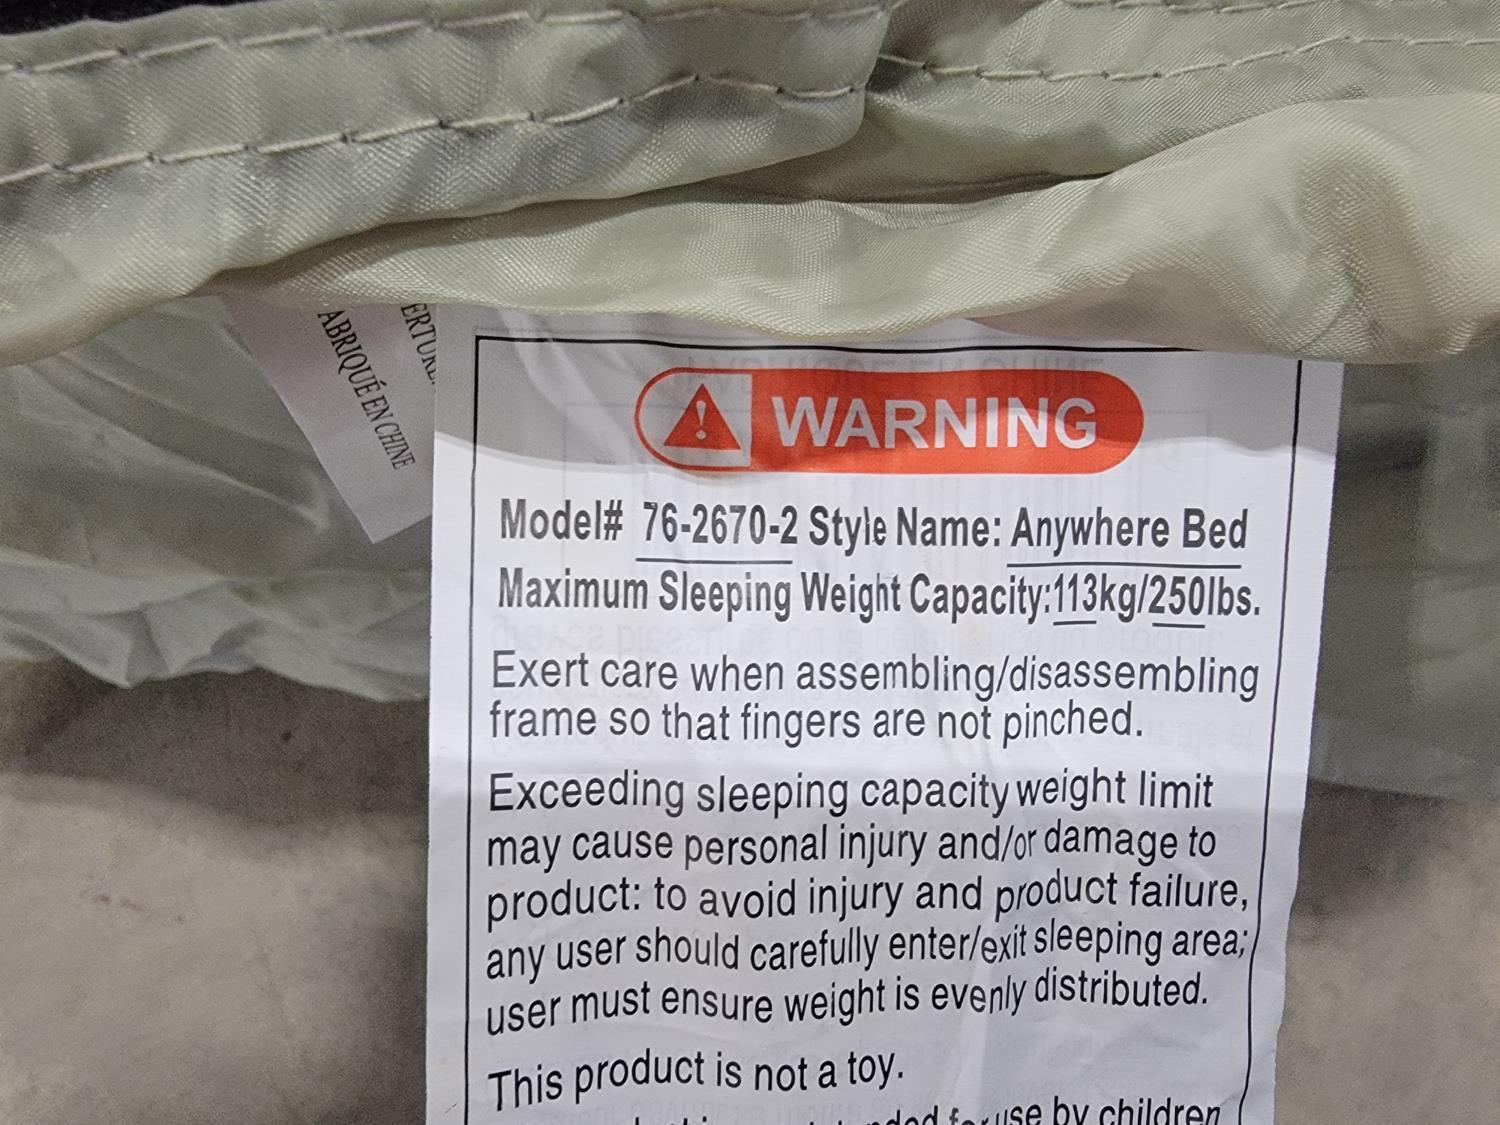 ERTURE
ABRIQUÉ EN CHINE
WARNING
Model# 76-2670-2 Style Name: Anywhere Bed
Maximum Sleeping Weight Capacity:113kg/250lbs.
Exert care when assembling/disassembling
frame so that fingers are not pinched.
Exceeding sleeping capacity weight limit
may cause personal injury and/or damage to
product: to avoid injury and product failure,
any user should carefully enter/exit sleeping area;
user must ensure weight is evenly distributed.
This product is not a toy.
use by children